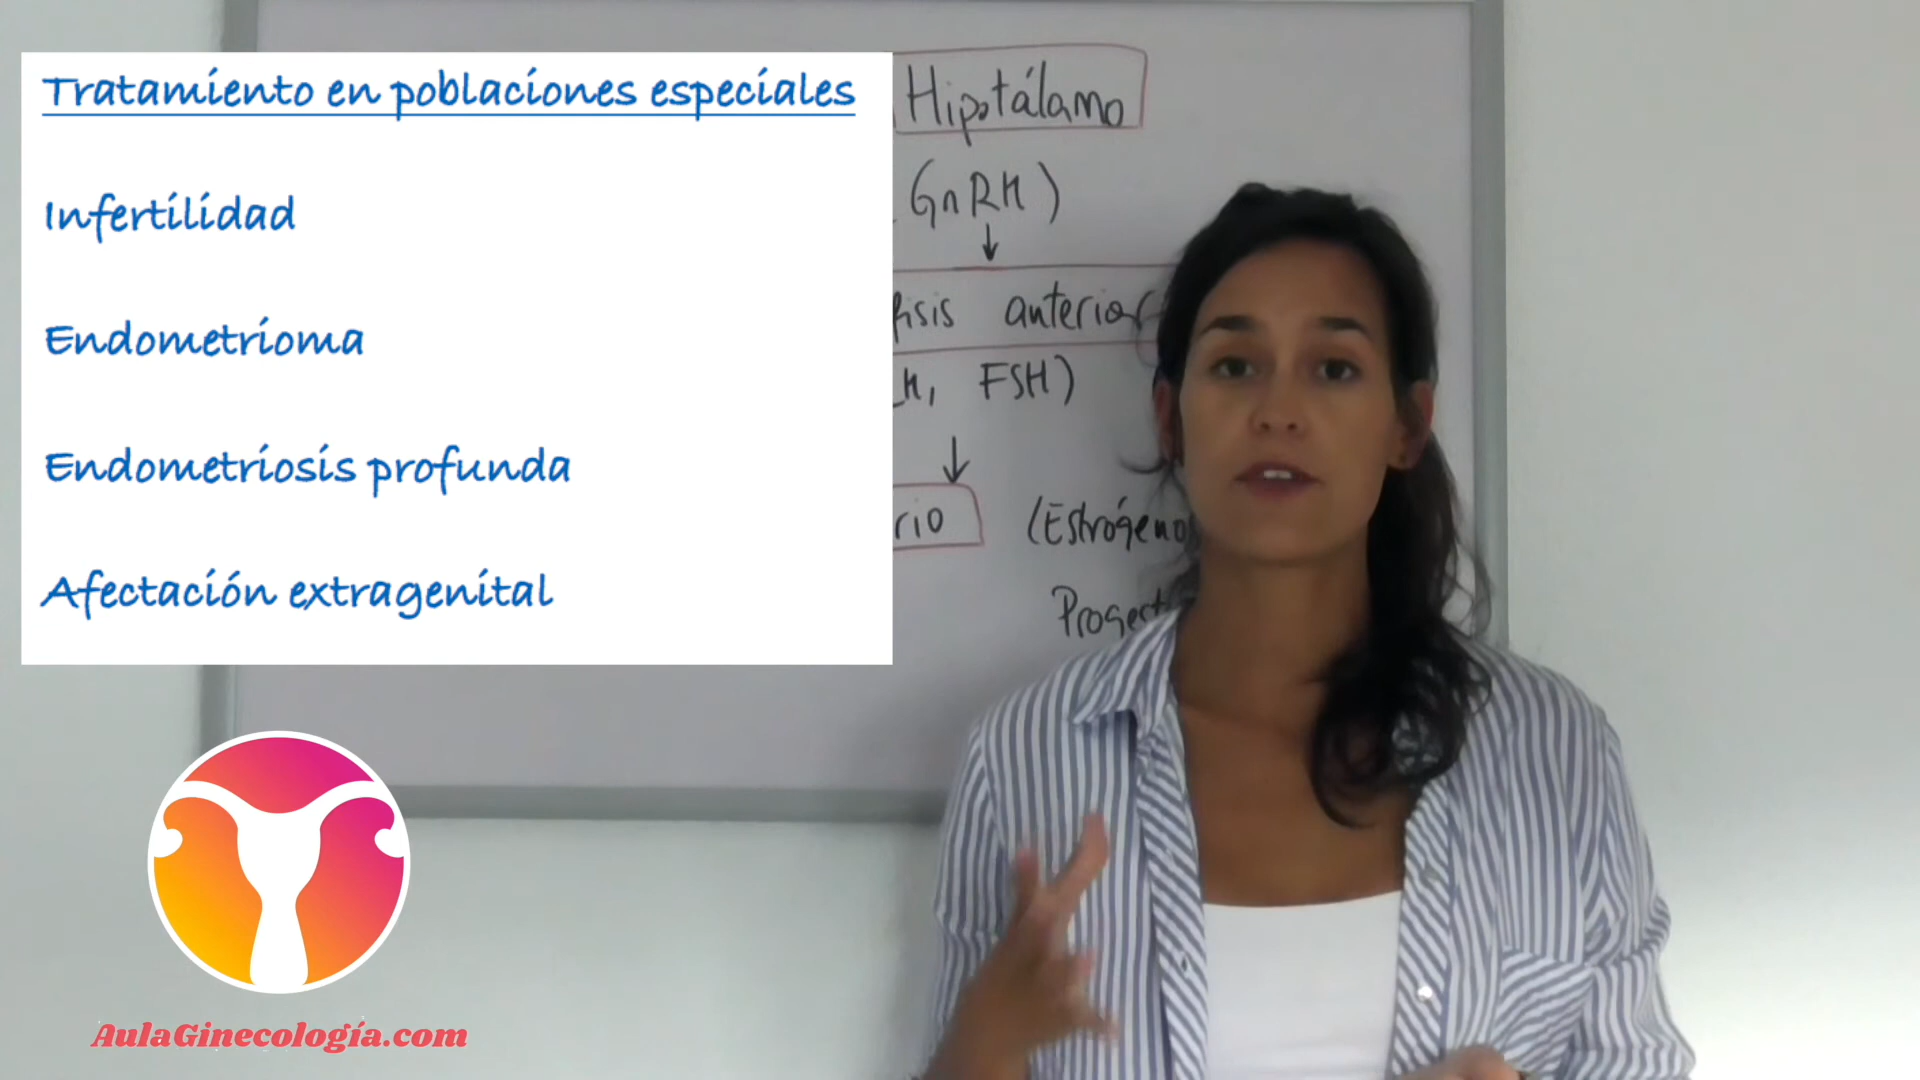 Tratamiento en poblaciones especiales
Infertilidad
Endometrioma
Endometriosis profunda
Afectación extragenital
Hipotálamo
GnRH)
anterior
FSH)
(Estrógenos
AulaGinecología.com